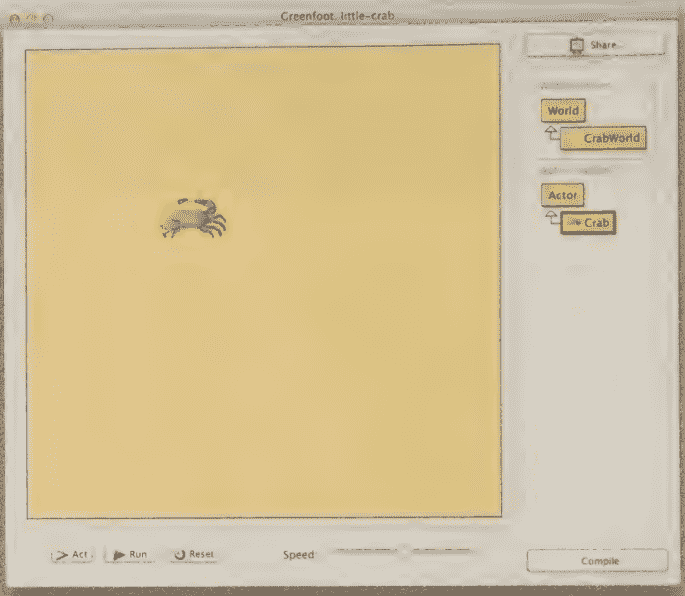 Greenfoot: little-crab
Share...
World
CrabWorld
Actor
Crab
Act
Run
Reset
Speed:
Compile